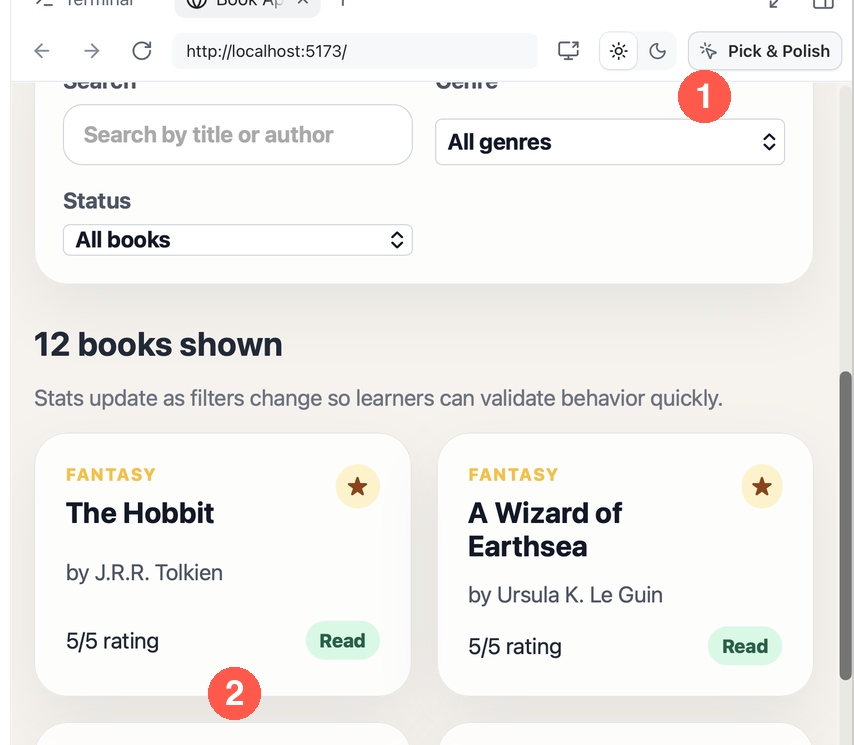 Terminal
Book Ap
http://localhost:5173/
Pick & Polish
1
Search
Genre
Search by title or author
All genres
Status
All books
12 books shown
Stats update as filters change so learners can validate behavior quickly.
FANTASY
The Hobbit
by J.R.R. Tolkien
5/5 rating
Read
FANTASY
A Wizard of
Earthsea
by Ursula K. Le Guin
5/5 rating
Read
2